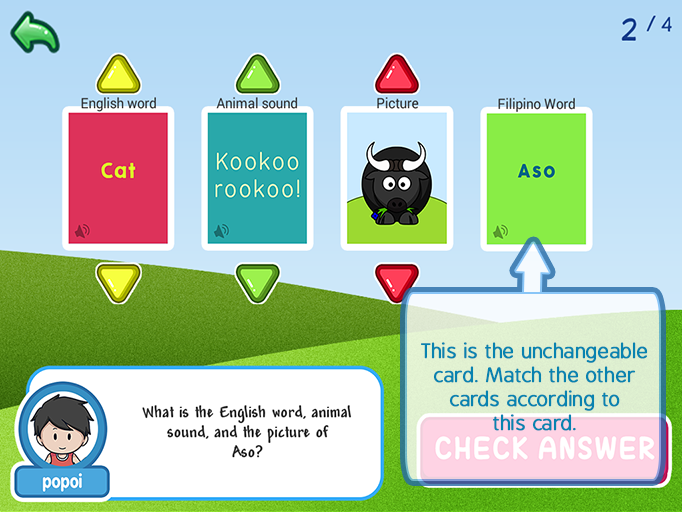 2 / 4
English word
Animal sound
Picture
Filipino Word
Cat
Kookoo
rookoo!
Aso
This is the unchangeable
card. Match the other
cards according to
this card.
CHECK ANSWER
What is the English word, animal
sound, and the picture of
Aso?
popoi